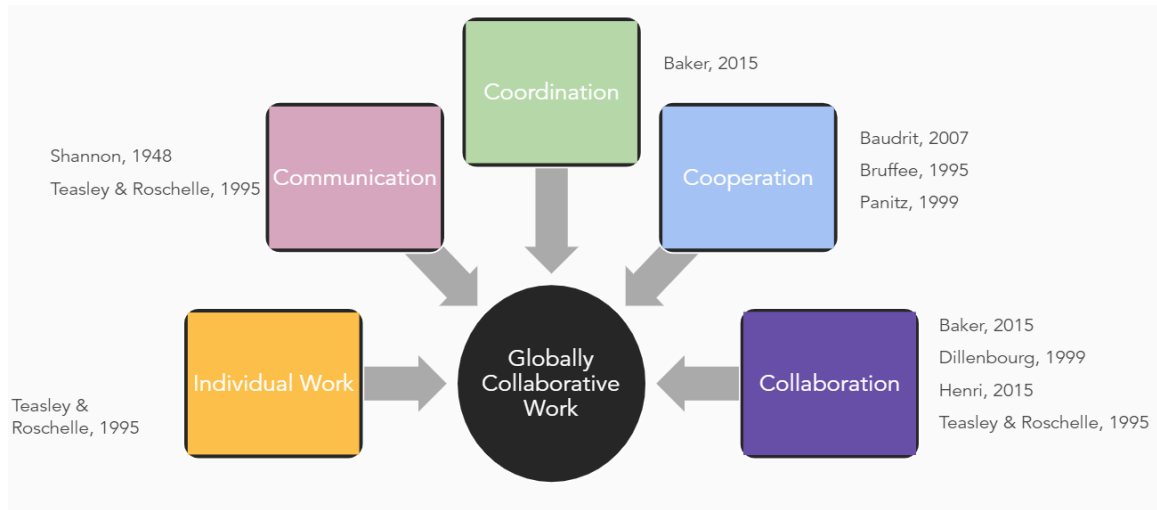 Coordination
Baker, 2015
Communication
Shannon, 1948
Teasley & Roschelle, 1995
Cooperation
Baudrit, 2007
Bruffee, 1995
Panitz, 1999
Individual Work
Teasley &
Roschelle, 1995
Globally
Collaborative
Work
Collaboration
Baker, 2015
Dillenbourg, 1999
Henri, 2015
Teasley & Roschelle, 1995